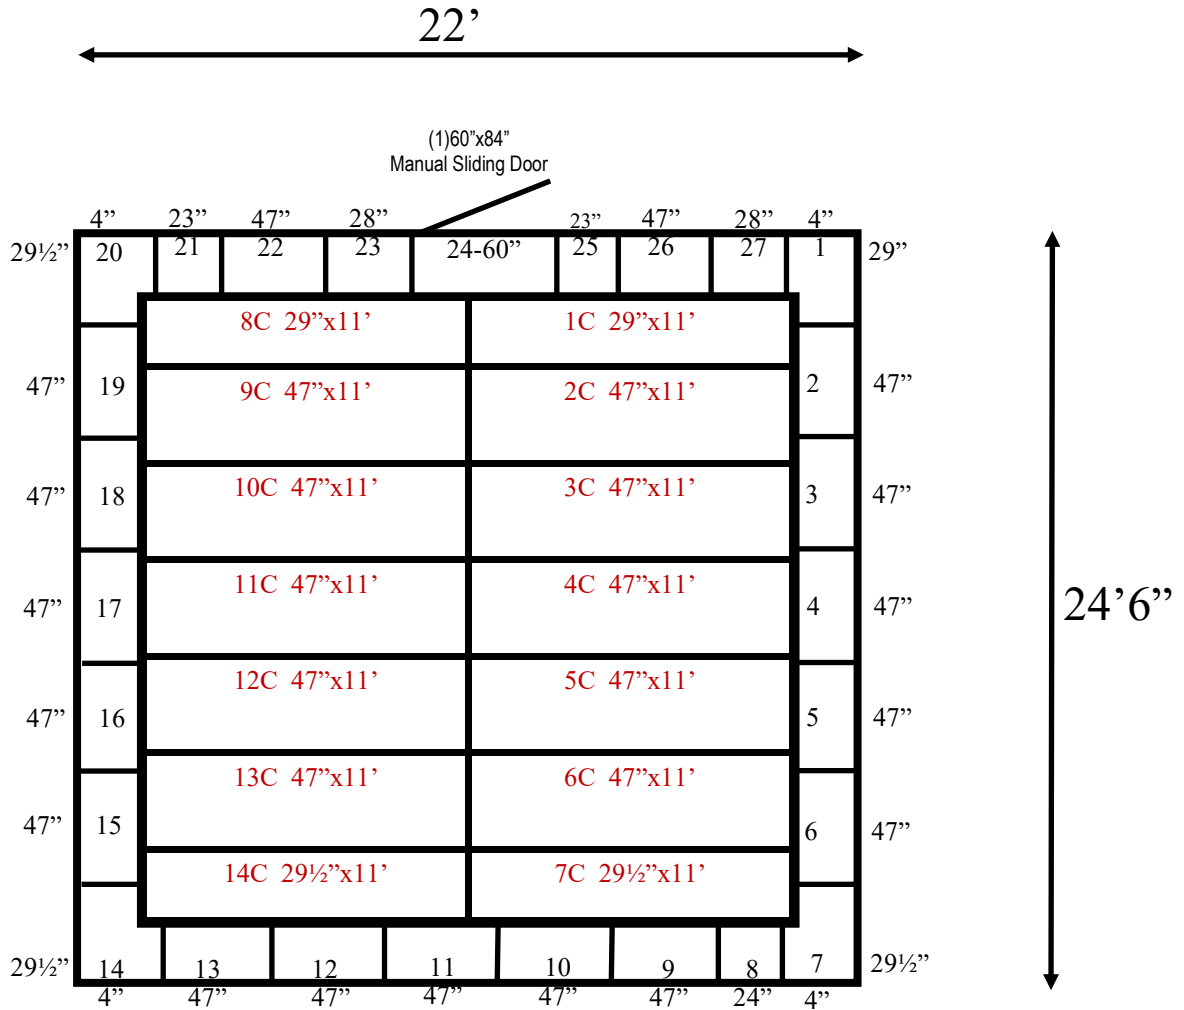 22’
(1)60”x84”
Manual Sliding Door
4” 23” 47” 28” 23” 47” 28” 4”
29½” 20 21 22 23 24-60” 25 26 27 1 29”
8C 29”x11’ 1C 29”x11’
47” 19 9C 47”x11’ 2C 47”x11’ 2 47”
47” 18 10C 47”x11’ 3C 47”x11’ 3 47”
47” 17 11C 47”x11’ 4C 47”x11’ 4 47” 24’6”
47” 16 12C 47”x11’ 5C 47”x11’ 5 47”
13C 47”x11’ 6C 47”x11’
47” 15 6 47”
14C 29½”x11’ 7C 29½”x11’
29½” 14 13 12 11 10 9 8 7 29½”
4” 47” 47” 47” 47” 47” 24” 4”